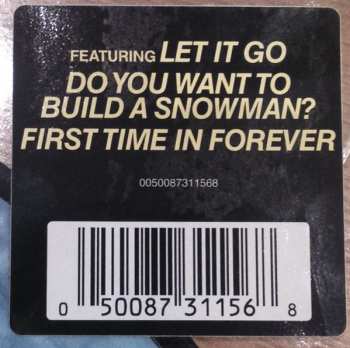 FEATURING LET IT GO
DO YOU WANT TO
BUILD A SNOWMAN?
FIRST TIME IN FOREVER
0050087311568
0 50087 31156 8